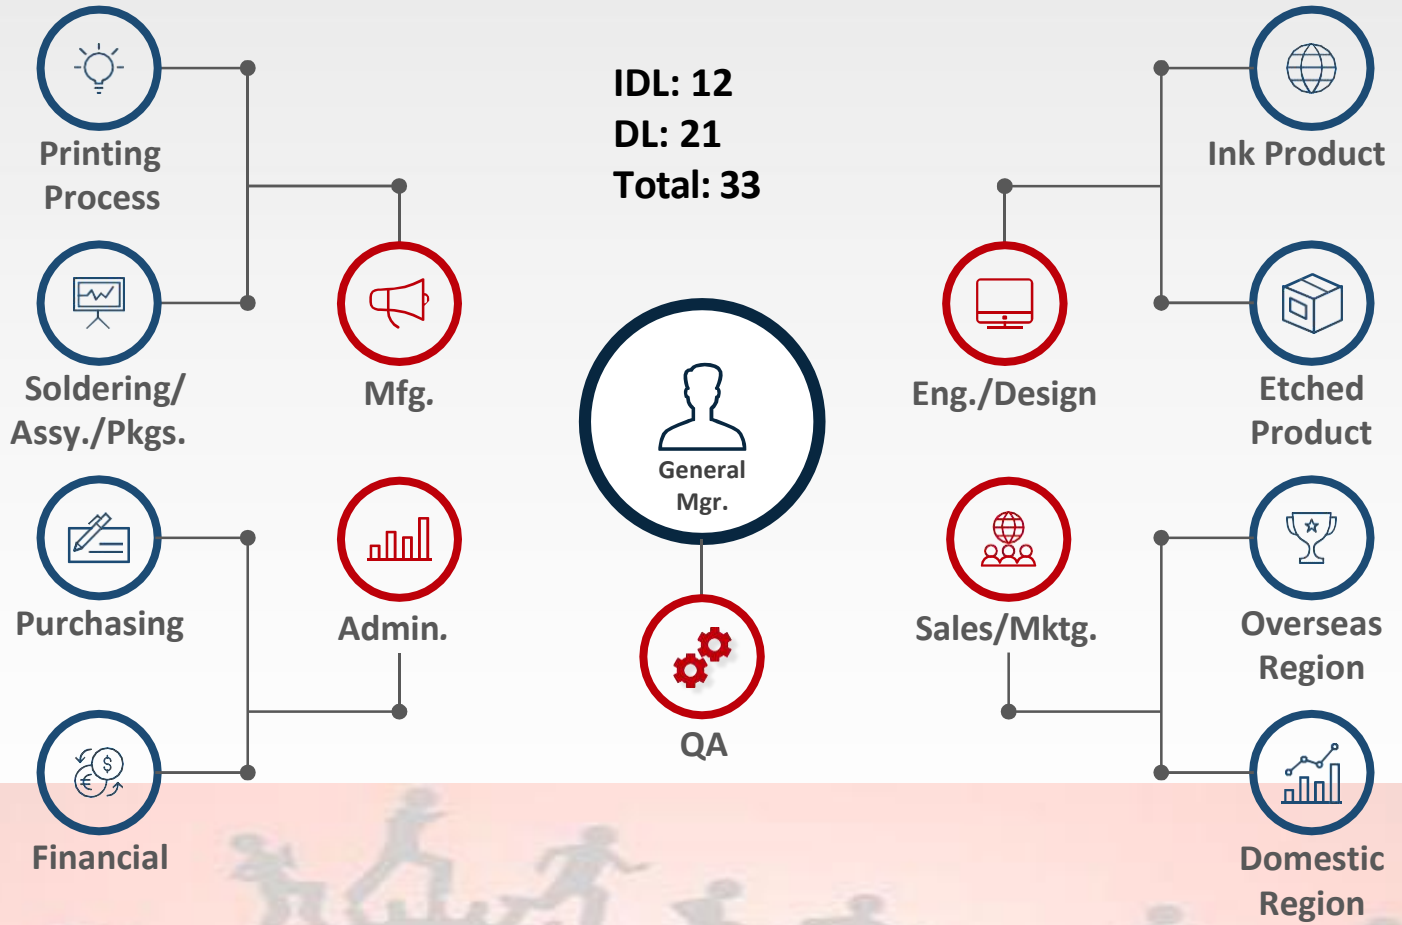 IDL: 12
DL: 21
Total: 33
Printing
Process
Soldering/
Assy./Pkgs.
Mfg.
Purchasing
Admin.
Financial
General
Mgr.
QA
Ink Product
Eng./Design
Etched
Product
Sales/Mktg.
Overseas
Region
Domestic
Region
$
€